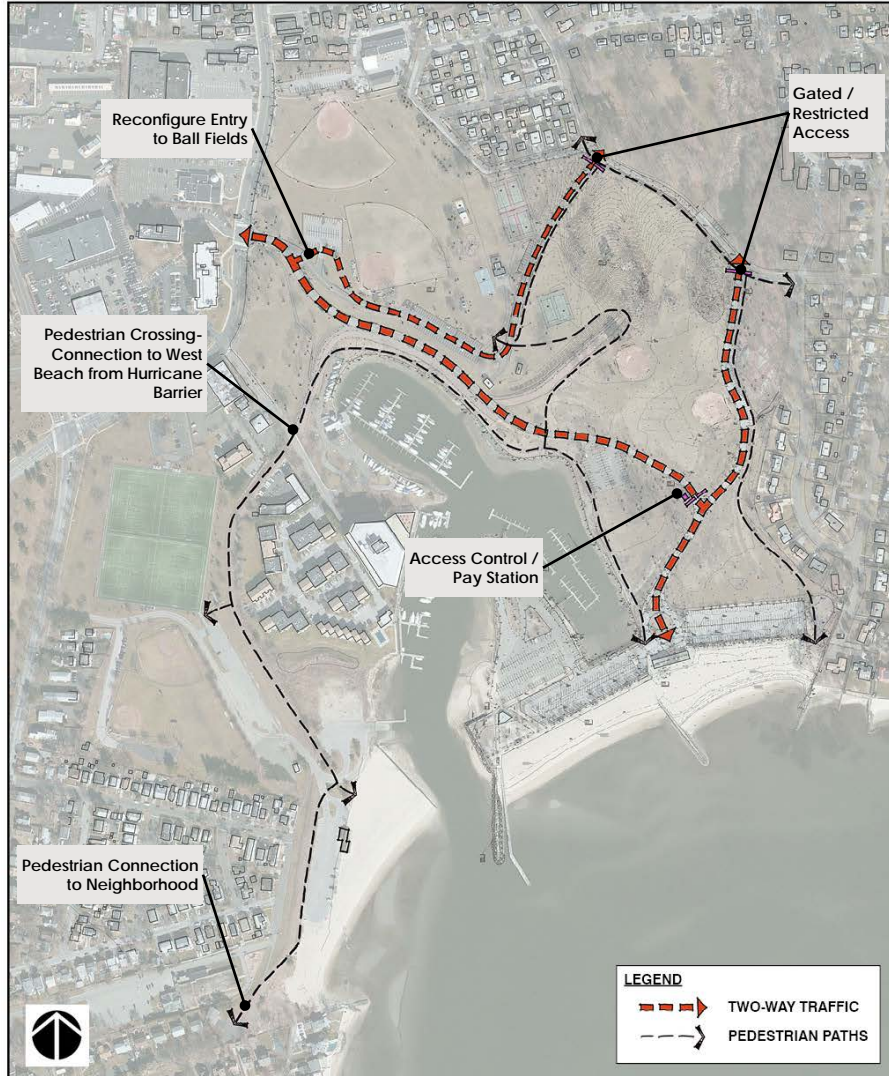 Gated /
Restricted
Access
Reconfigure Entry
to Ball Fields
Pedestrian Crossing-
Connection to West
Beach from Hurricane
Barrier
Access Control /
Pay Station
Pedestrian Connection
to Neighborhood
LEGEND
TWO-WAY TRAFFIC
PEDESTRIAN PATHS